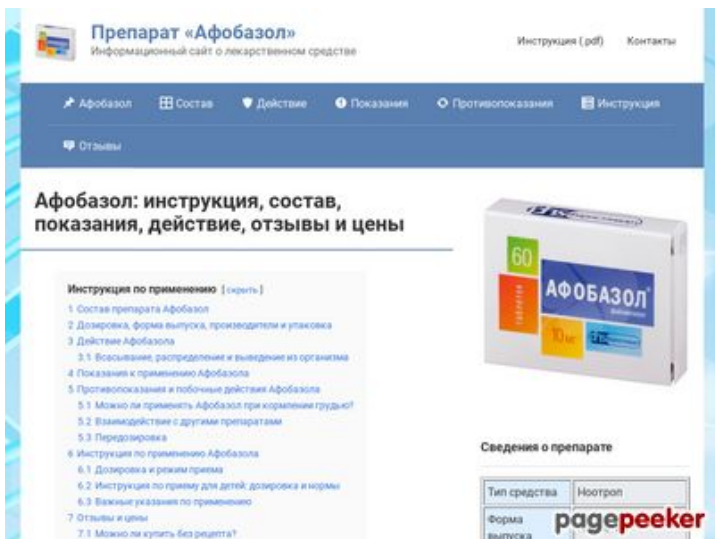 Препарат «Афобазол»
Информационный сайт о лекарственном средстве
Инструкция (.pdf)
Контакты
Афобазол
Состав
Действие
Показания
Противопоказания
Инструкция
Отзывы
Афобазол: инструкция, состав,
показания, действие, отзывы и цены
Инструкция по применению [скрыть]
1 Состав препарата Афобазол
2 Дозировка, форма выпуска, производители и упаковка
3 Действие Афобазола
3.1 Всасывание, распределение и выведение из организма
4 Показания к применению Афобазола
5 Противопоказания и побочные действия Афобазола
5.1 Можно ли применять Афобазол при кормлении грудью?
5.2 Взаимодействие с другими препаратами
5.3 Передозировка
6 Инструкция по применению Афобазола
6.1 Дозировка и режим приема
6.2 Инструкция по приему для детей: дозировка и нормы
6.3 Важные указания по применению
7 Отзывы и цены
7.1 Можно ли купить без рецепта?
60
таблеток
АФОБАЗОЛ
10 мг
Сведения о препарате
Тип средства
Ноотроп
Форма
выпуска
pagepeeker